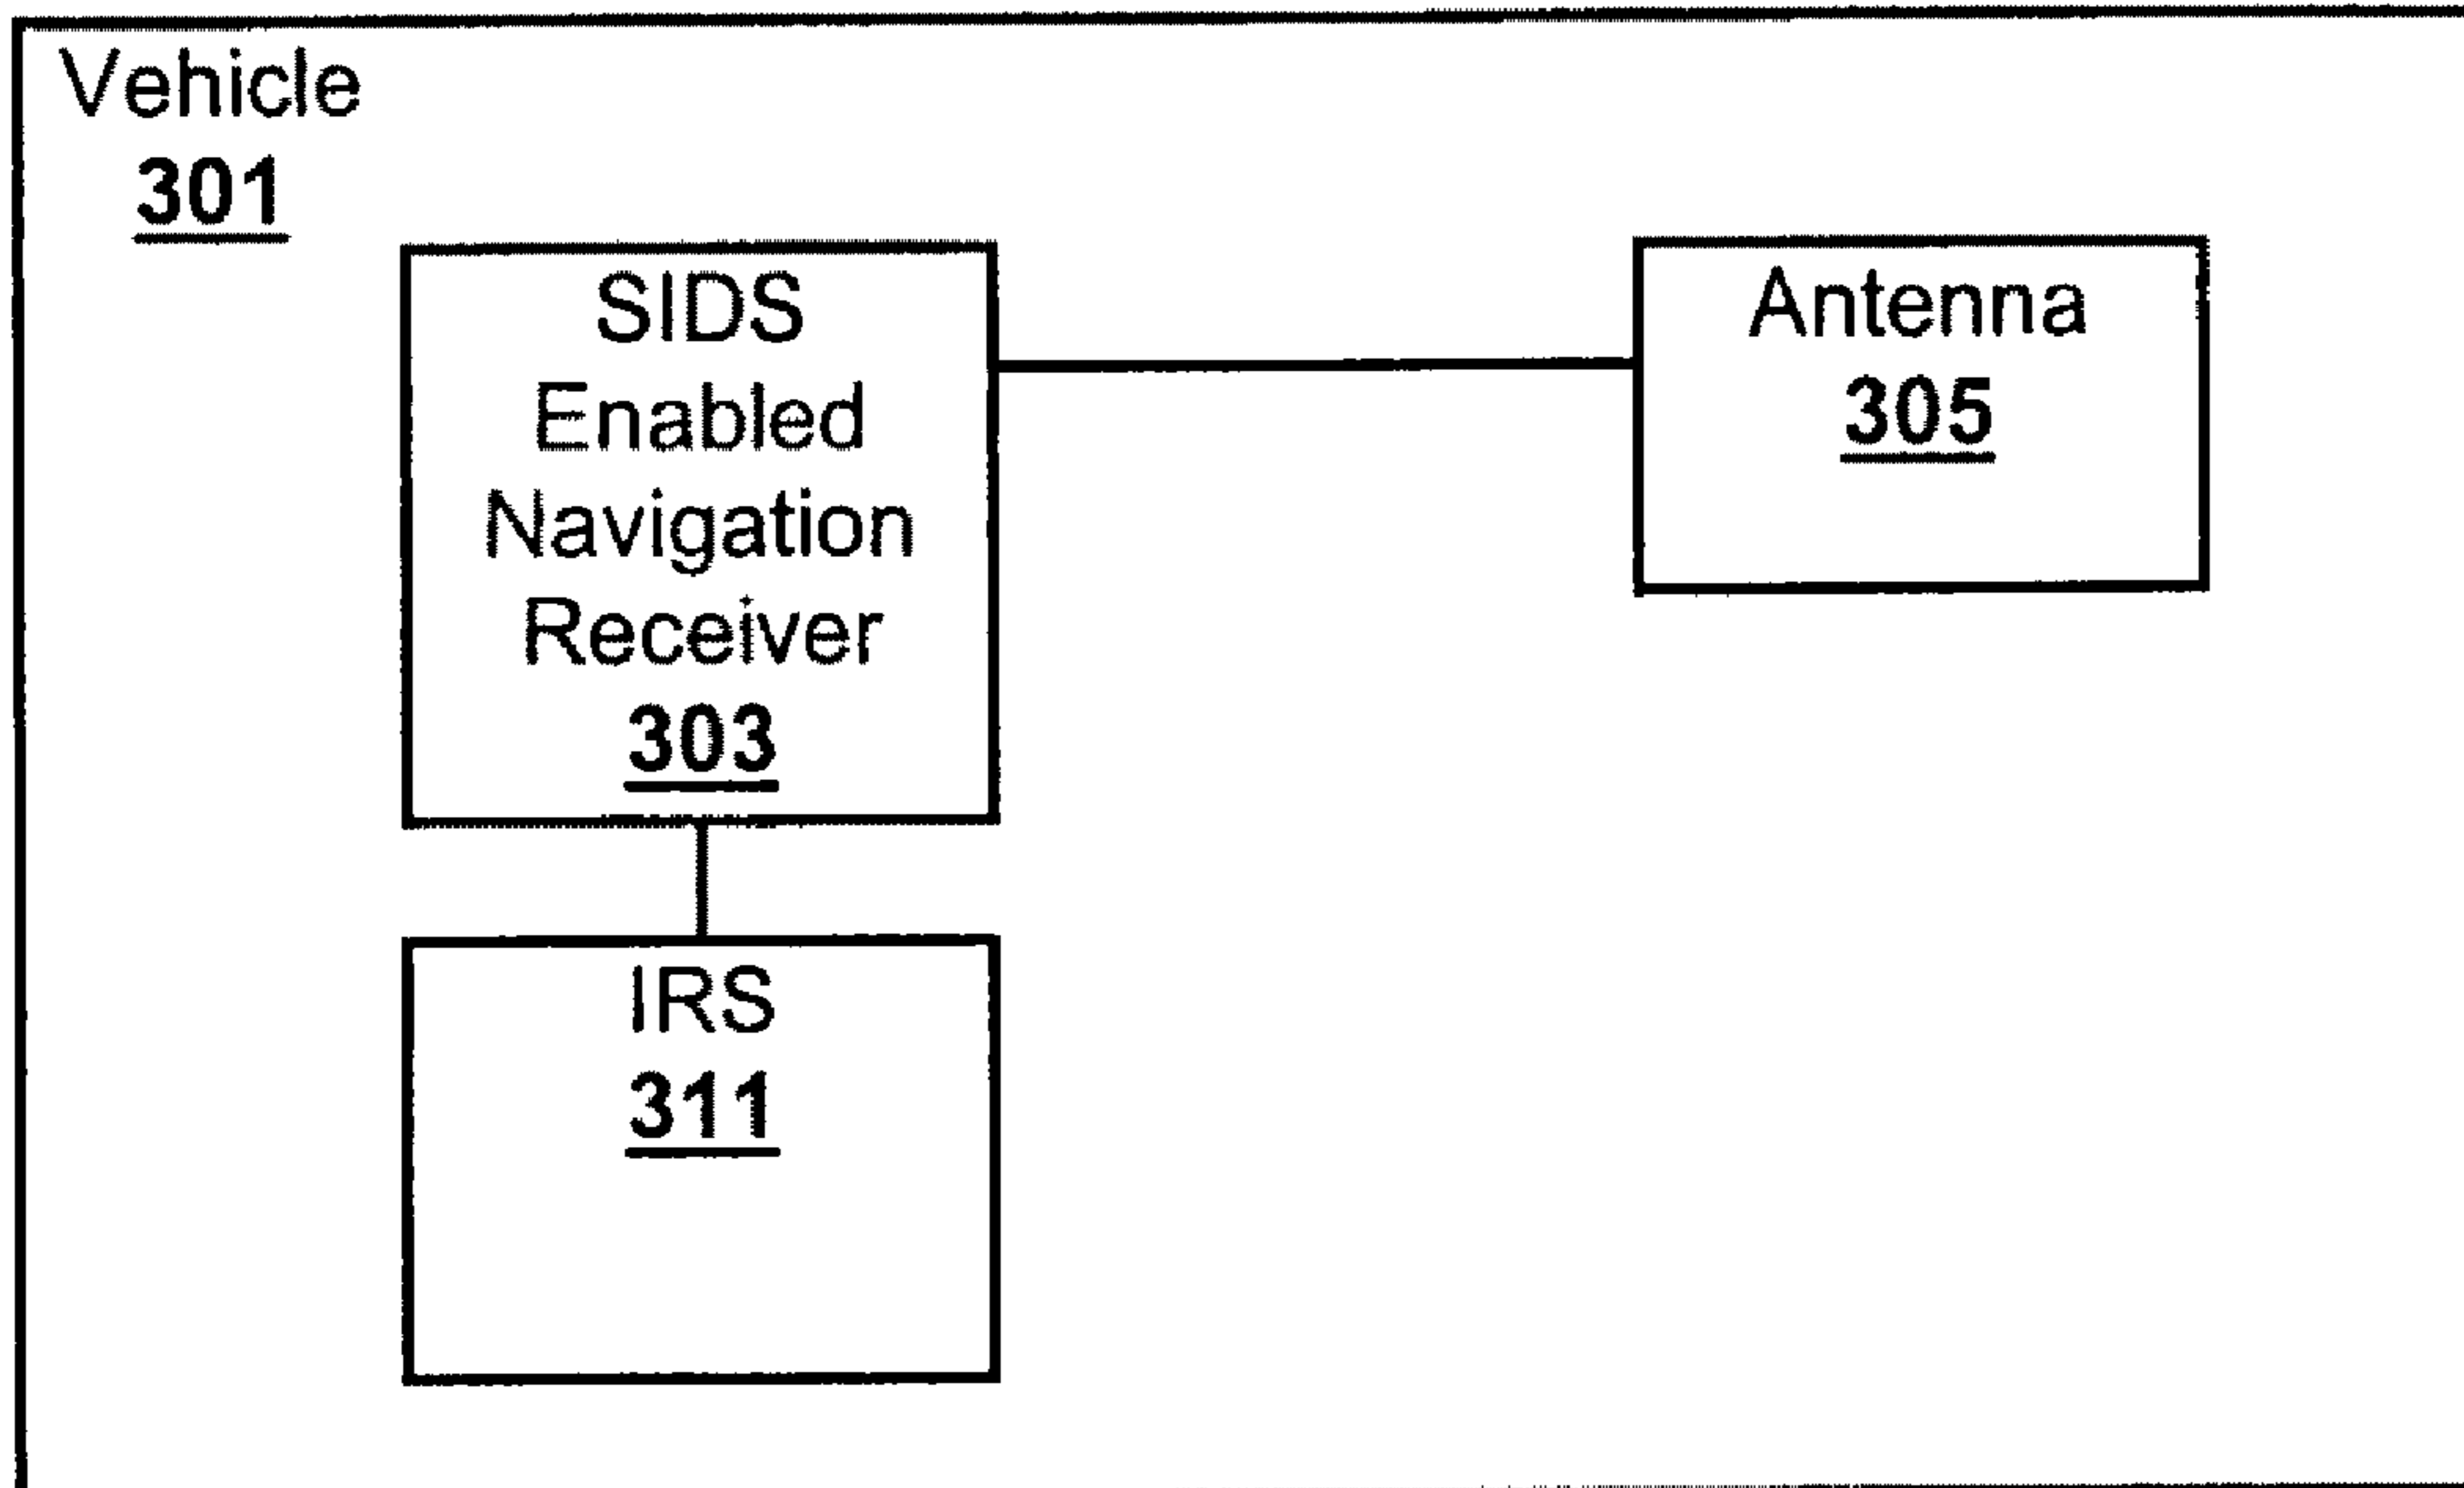 Vehicle
301
SIDS
Enabled
Navigation
Receiver
303
Antenna
305
IRS
311